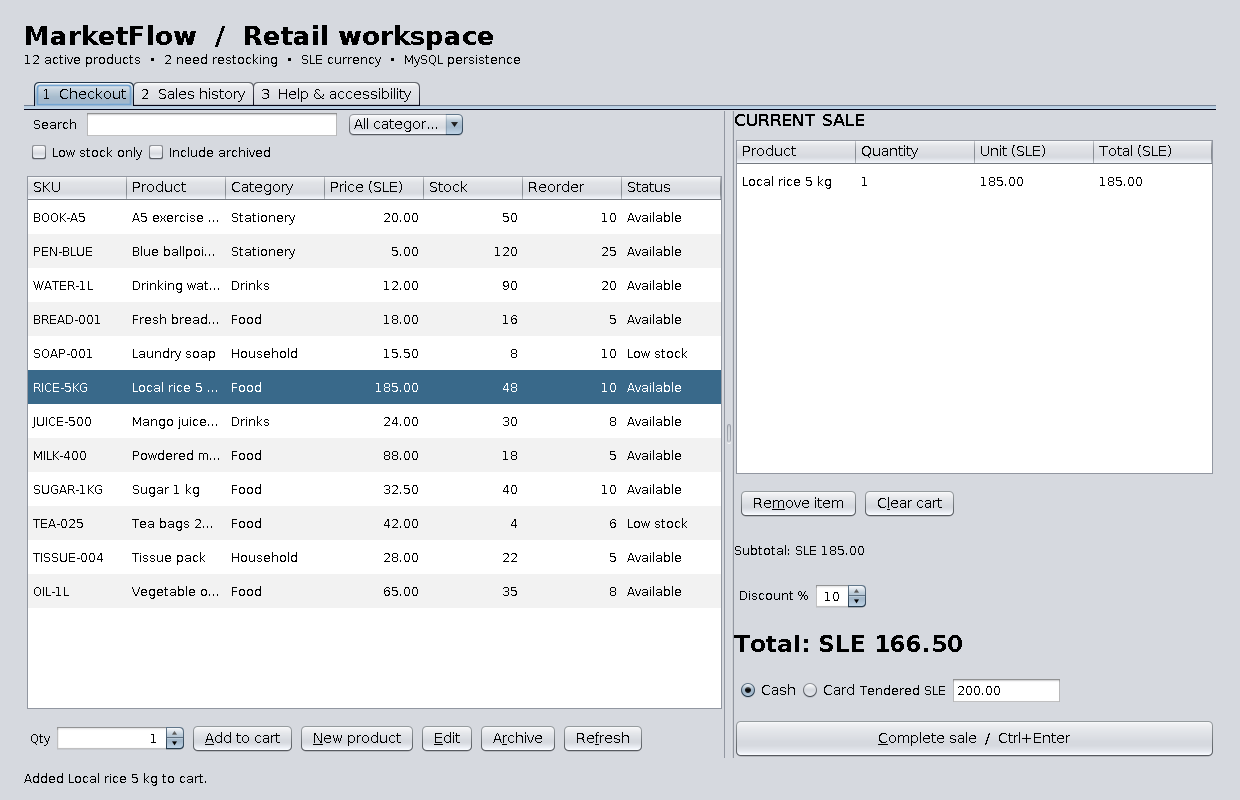 MarketFlow / Retail workspace
12 active products • 2 need restocking • SLE currency • MySQL persistence
1 Checkout 2 Sales history 3 Help & accessibility
Search All categor...
Low stock only Include archived
SKU Product Category Price (SLE) Stock Reorder Status
BOOK-A5 A5 exercise ... Stationery 20.00 50 10 Available
PEN-BLUE Blue ballpoi... Stationery 5.00 120 25 Available
WATER-1L Drinking wat... Drinks 12.00 90 20 Available
BREAD-001 Fresh bread... Food 18.00 16 5 Available
SOAP-001 Laundry soap Household 15.50 8 10 Low stock
RICE-5KG Local rice 5 ... Food 185.00 48 10 Available
JUICE-500 Mango juice... Drinks 24.00 30 8 Available
MILK-400 Powdered m... Food 88.00 18 5 Available
SUGAR-1KG Sugar 1 kg Food 32.50 40 10 Available
TEA-025 Tea bags 2... Food 42.00 4 6 Low stock
TISSUE-004 Tissue pack Household 28.00 22 5 Available
OIL-1L Vegetable o... Food 65.00 35 8 Available
Qty 1 Add to cart New product Edit Archive Refresh
CURRENT SALE
Product Quantity Unit (SLE) Total (SLE)
Local rice 5 kg 1 185.00 185.00
Remove item Clear cart
Subtotal: SLE 185.00
Discount % 10
Total: SLE 166.50
Cash Card Tendered SLE 200.00
Complete sale / Ctrl+Enter
Added Local rice 5 kg to cart.